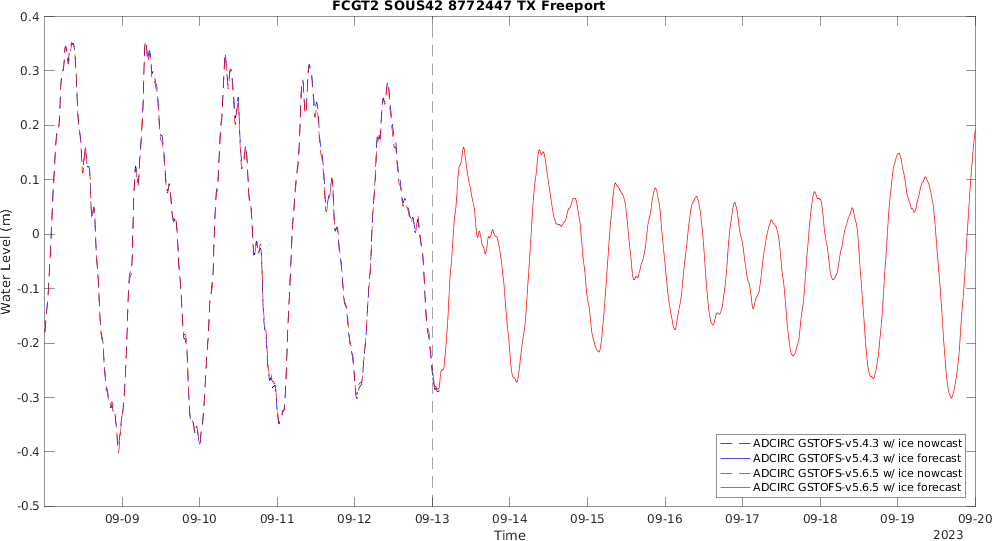 FCGT2 SOUS42 8772447 TX Freeport
0.4
0.3
0.2
0.1
0
-0.1
-0.2
-0.3
-0.4
-0.5
Water Level (m)
ADCIRC GSTOFS-v5.4.3 w/ ice nowcast
ADCIRC GSTOFS-v5.4.3 w/ ice forecast
ADCIRC GSTOFS-v5.6.5 w/ ice nowcast
ADCIRC GSTOFS-v5.6.5 w/ ice forecast
09-09 09-10 09-11 09-12 09-13 09-14 09-15 09-16 09-17 09-18 09-19 09-20
Time
2023